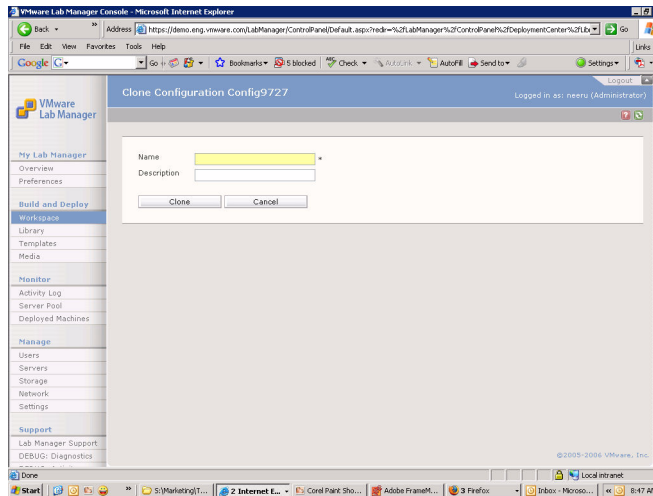 VMware Lab Manager Console - Microsoft Internet Explorer
Back
Address https://demo.eng.vmware.com/LabManager/ControlPanel/Default.aspx?redir=%2fLabManager%2fControlPanel%2fDeploymentCenter%2fLib
Go
File Edit View Favorites Tools Help
Links
Google G Go Bookmarks 5 blocked Check AutoLink AutoFill Send to Settings
Logout
VMware Lab Manager
Clone Configuration Config9727
Logged in as: neeru (Administrator)
My Lab Manager
Overview
Preferences
Build and Deploy
Workspace
Library
Templates
Media
Monitor
Activity Log
Server Pool
Deployed Machines
Manage
Users
Servers
Storage
Network
Settings
Support
Lab Manager Support
DEBUG: Diagnostics
Name *
Description
Clone Cancel
©2005-2006 VMware, Inc.
Done
Local intranet
Start S:\Marketing\T... 2 Internet E... Corel Paint Sho... Adobe FrameM... 3 Firefox Inbox - Microso... 8:47 AM